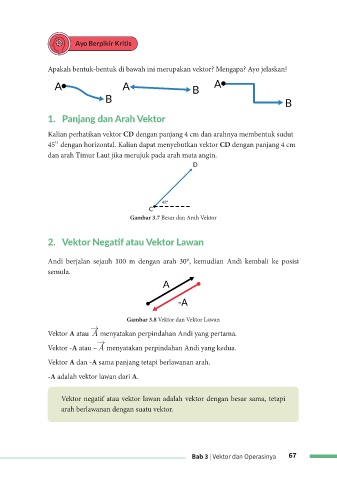 Ayo Berpikir Kritis
Apakah bentuk-bentuk di bawah ini merupakan vektor? Mengapa? Ayo jelaskan!
A B
A B
A B
1. Panjang dan Arah Vektor
Kalian perhatikan vektor CD dengan panjang 4 cm dan arahnya membentuk sudut
45° dengan horizontal. Kalian dapat menyebutkan vektor CD dengan panjang 4 cm
dan arah Timur Laut jika merujuk pada arah mata angin.
D
45°
C
Gambar 3.7 Besar dan Arah Vektor
2. Vektor Negatif atau Vektor Lawan
Andi berjalan sejauh 100 m dengan arah 30°, kemudian Andi kembali ke posisi
semula.
A
-A
Gambar 3.8 Vektor dan Vektor Lawan
Vektor A atau A⃗ menyatakan perpindahan Andi yang pertama.
Vektor -A atau – A⃗ menyatakan perpindahan Andi yang kedua.
Vektor A dan -A sama panjang tetapi berlawanan arah.
-A adalah vektor lawan dari A.
Vektor negatif atau vektor lawan adalah vektor dengan besar sama, tetapi
arah berlawanan dengan suatu vektor.
Bab 3 | Vektor dan Operasinya 67